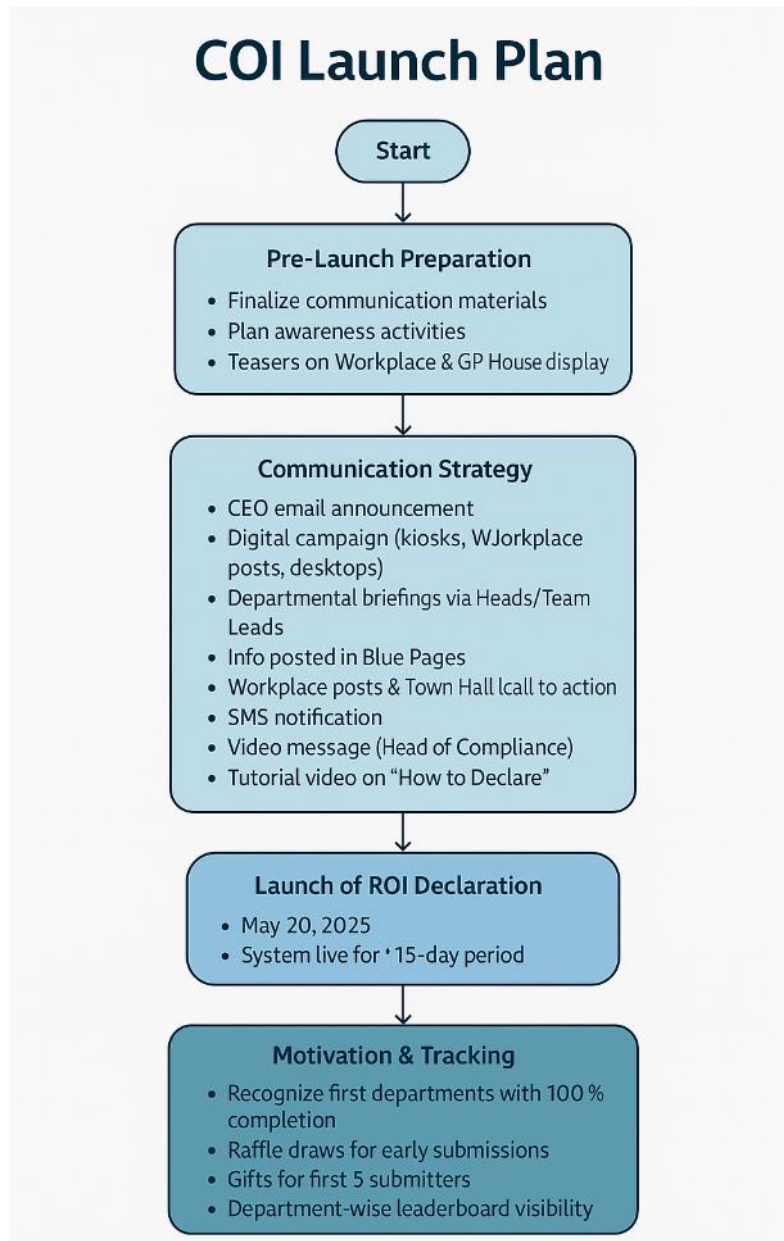 COI Launch Plan
Start
Pre-Launch Preparation
• Finalize communication materials
• Plan awareness activities
• Teasers on Workplace & GP House display
Communication Strategy
• CEO email announcement
• Digital campaign (kiosks, WJorkplace
posts, desktops)
• Departmental briefings via Heads/Team
Leads
• Info posted in Blue Pages
• Workplace posts & Town Hall lcall to action
• SMS notification
• Video message (Head of Compliance)
• Tutorial video on “How to Declare”
Launch of ROI Declaration
• May 20, 2025
• System live for ‘15-day period
Motivation & Tracking
• Recognize first departments with 100 %
completion
• Raffle draws for early submissions
• Gifts for first 5 submitters
• Department-wise leaderboard visibility